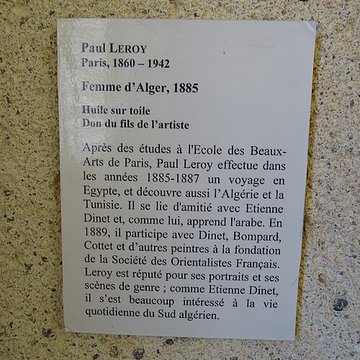 Paul LEROY
Paris, 1860 – 1942
Femme d'Alger, 1885
Huile sur toile
Don du fils de l'artiste
Après des études à l'Ecole des Beaux-
Arts de Paris, Paul Leroy effectue dans
les années 1885-1887 un voyage en
Egypte, et découvre aussi l'Algérie et la
Tunisie. Il se lie d'amitié avec Etienne
Dinet et, comme lui, apprend l'arabe. En
1889, il participe avec Dinet, Bompard,
Cottet et d'autres peintres à la fondation
de la Société des Orientalistes Français.
Leroy est réputé pour ses portraits et ses
scènes de genre ; comme Etienne Dinet,
il s'est beaucoup intéressé à la vie
quotidienne du Sud algérien.